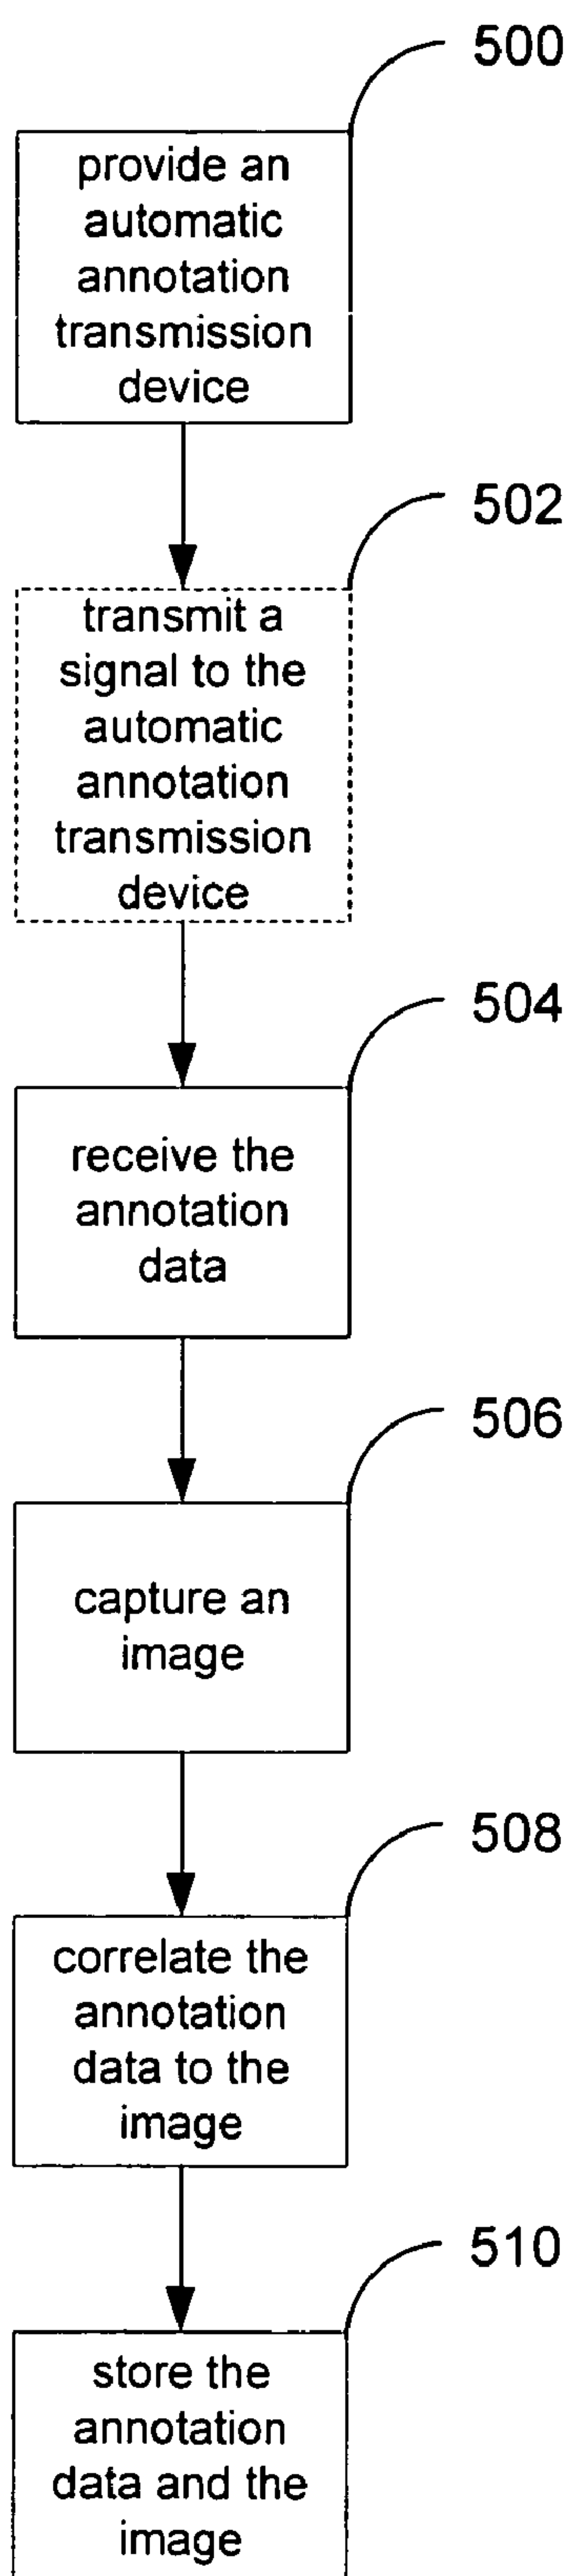 500
provide an
automatic
annotation
transmission
device
502
transmit a
signal to the
automatic
annotation
transmission
device
504
receive the
annotation
data
506
capture an
image
508
correlate the
annotation
data to the
image
510
store the
annotation
data and the
image